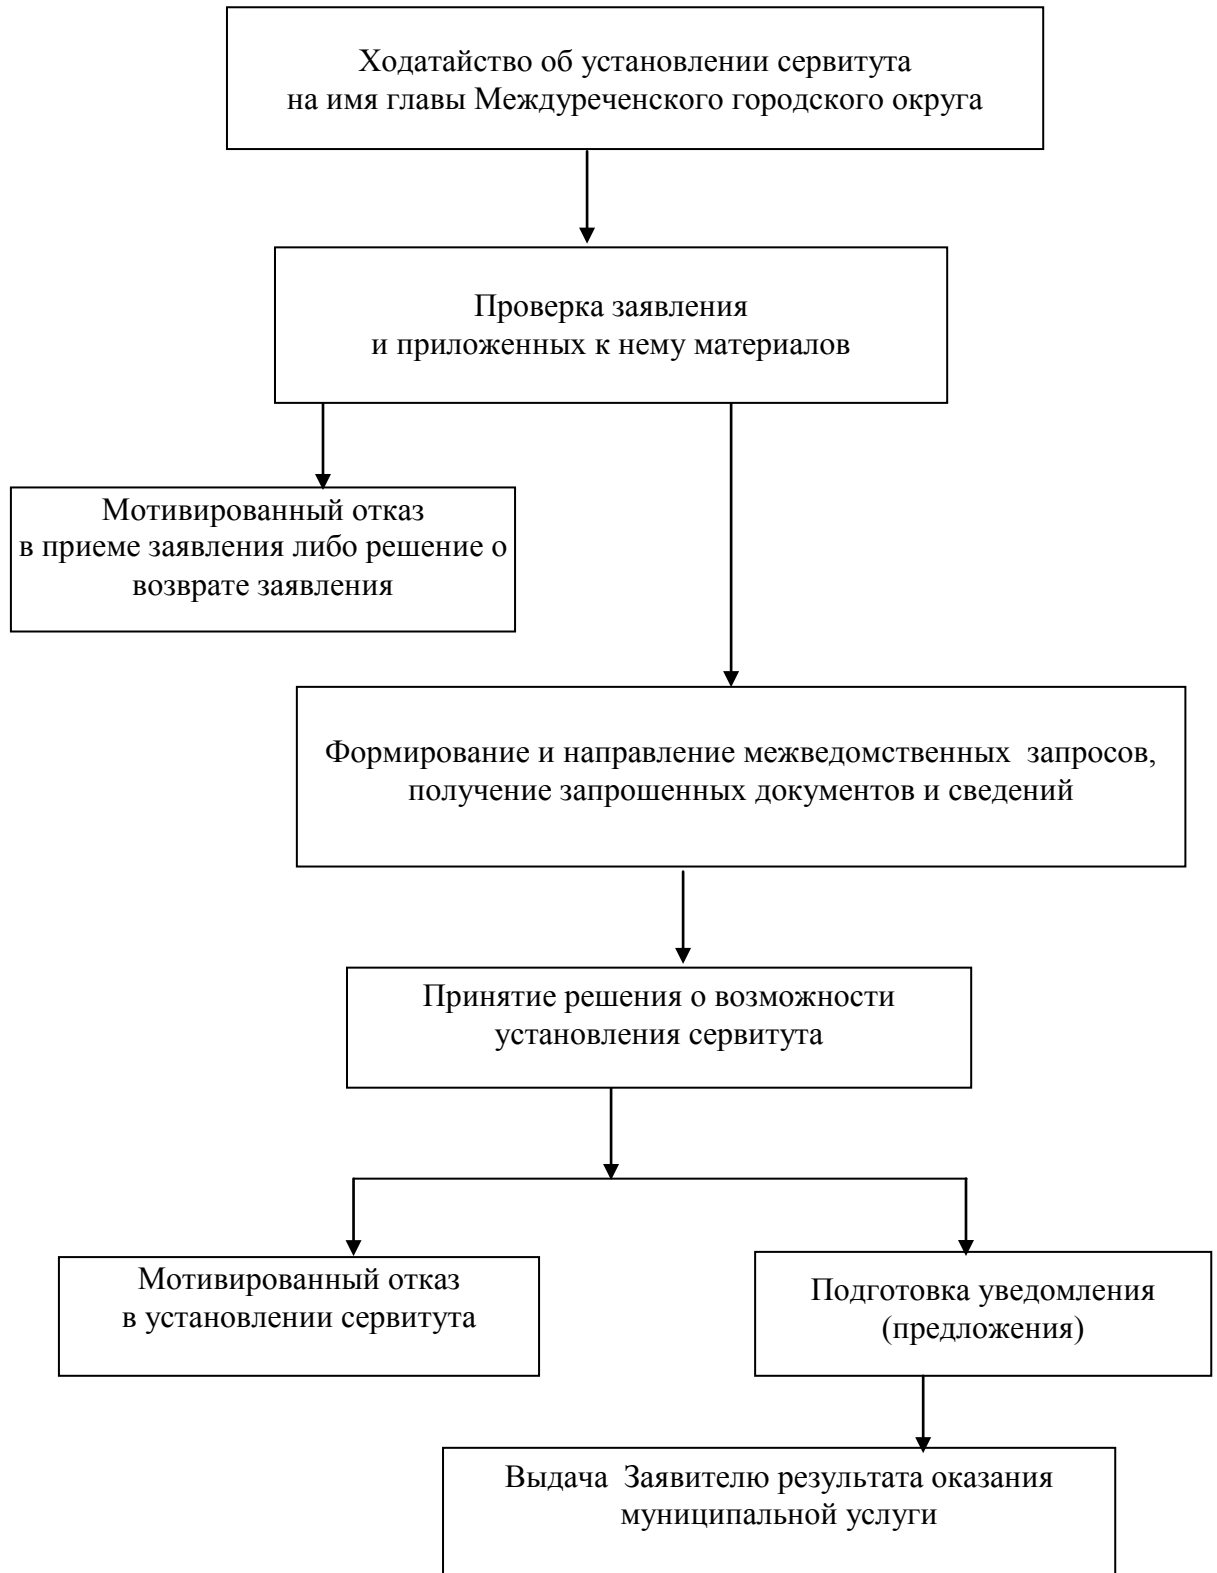 Ходатайство об установлении сервитута
на имя главы Междуреченского городского округа
Проверка заявления
и приложенных к нему материалов
Мотивированный отказ
в приеме заявления либо решение о
возврате заявления
Формирование и направление межведомственных запросов,
получение запрошенных документов и сведений
Принятие решения о возможности
установления сервитута
Мотивированный отказ
в установлении сервитута
Подготовка уведомления
(предложения)
Выдача Заявителю результата оказания
муниципальной услуги